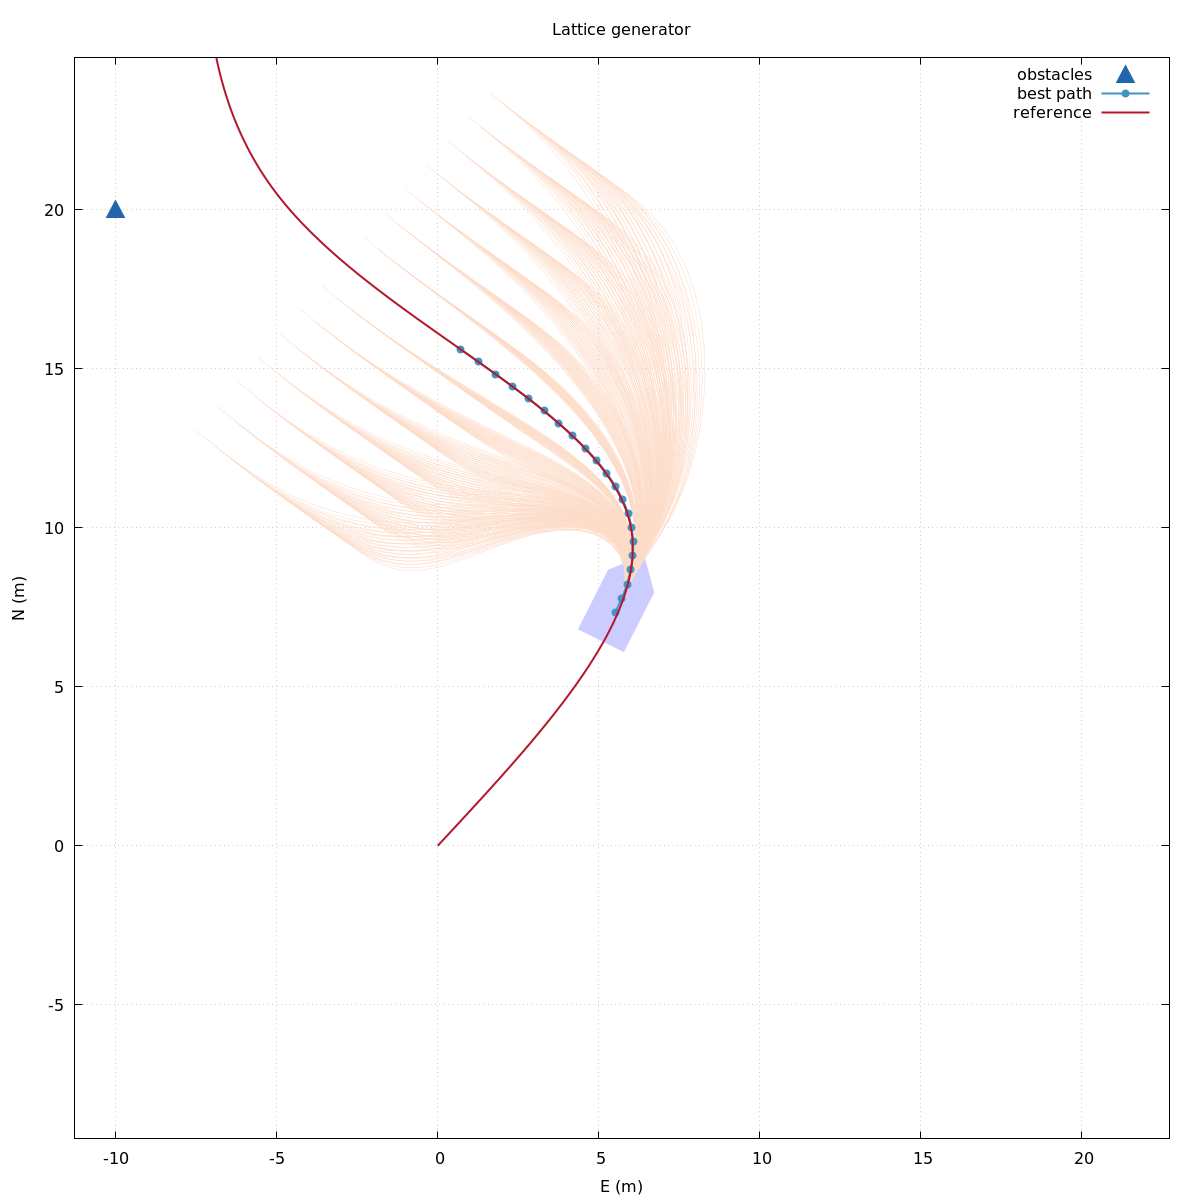 Lattice generator
obstacles
best path
reference
20
15
10
5
0
-5
N (m)
-10 -5 0 5 10 15 20
E (m)